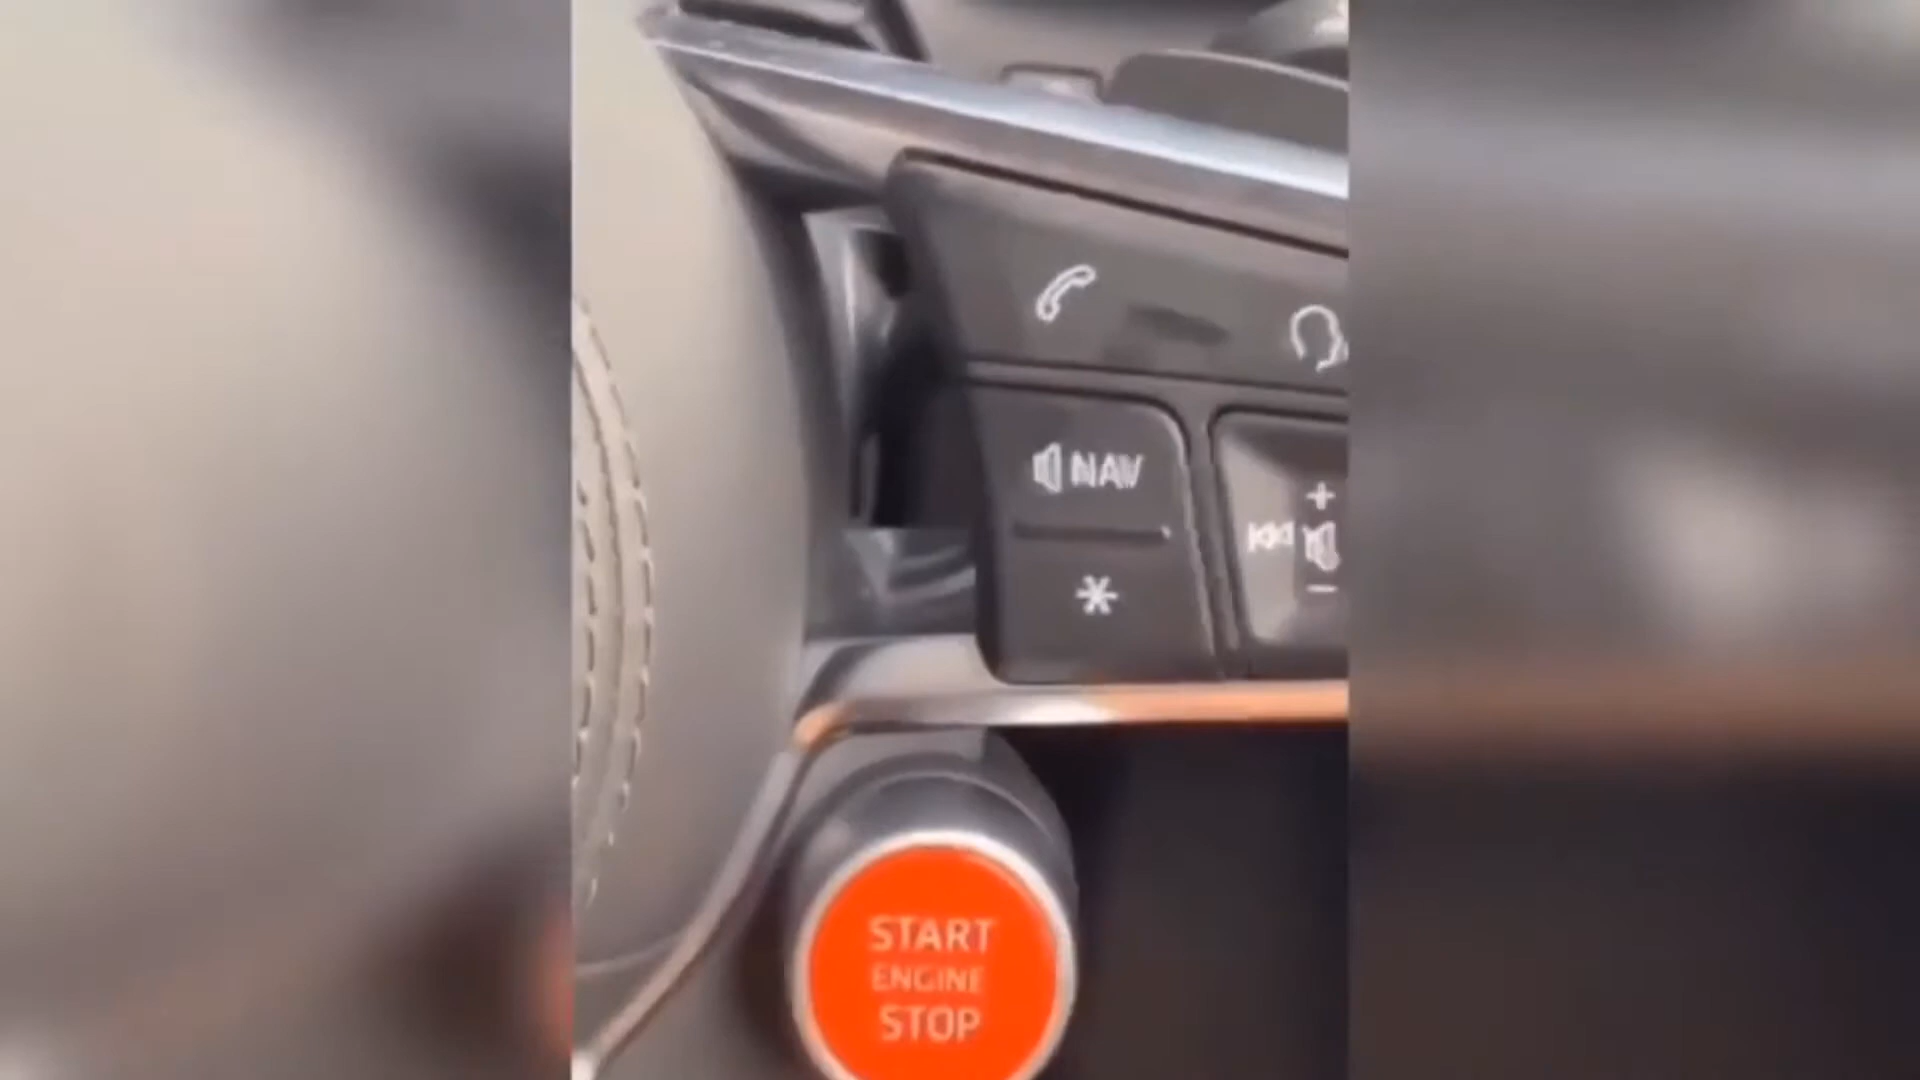 NAV
+
-
*
START
ENGINE
STOP